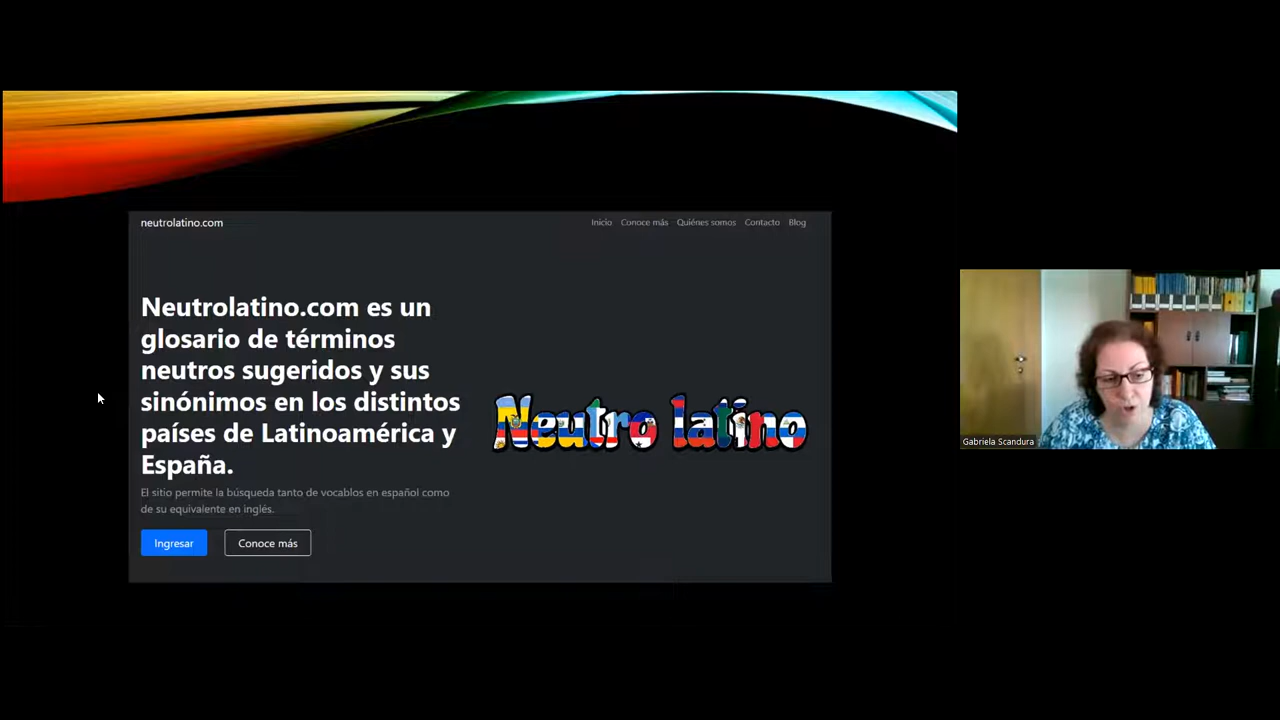 neutrolatino.com
Inicio Conoce más Quiénes somos Contacto Blog
Neutrolatino.com es un
glosario de términos
neutros sugeridos y sus
sinónimos en los distintos
países de Latinoamérica y
España.
El sitio permite la búsqueda tanto de vocablos en español como
de su equivalente en inglés.
Ingresar Conoce más
Neutro latino
Gabriela Scandura